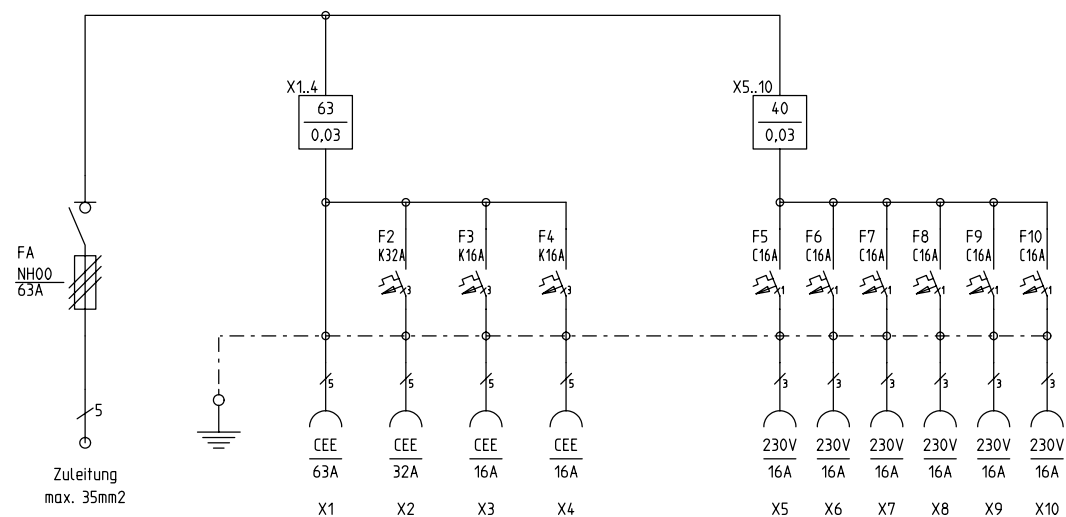 X1..4
63
0,03
X5..10
40
0,03
FA
NH00
63A
F2
K32A
F3
K16A
F4
K16A
F5
C16A
F6
C16A
F7
C16A
F8
C16A
F9
C16A
F10
C16A
3 3 3 1 1 1 1 1 1
5 5 5 5 3 3 3 3 3 3
5
CEE CEE CEE CEE 230V 230V 230V 230V 230V 230V
63A 32A 16A 16A 16A 16A 16A 16A 16A 16A
Zuleitung
max. 35mm2
X1 X2 X3 X4 X5 X6 X7 X8 X9 X10